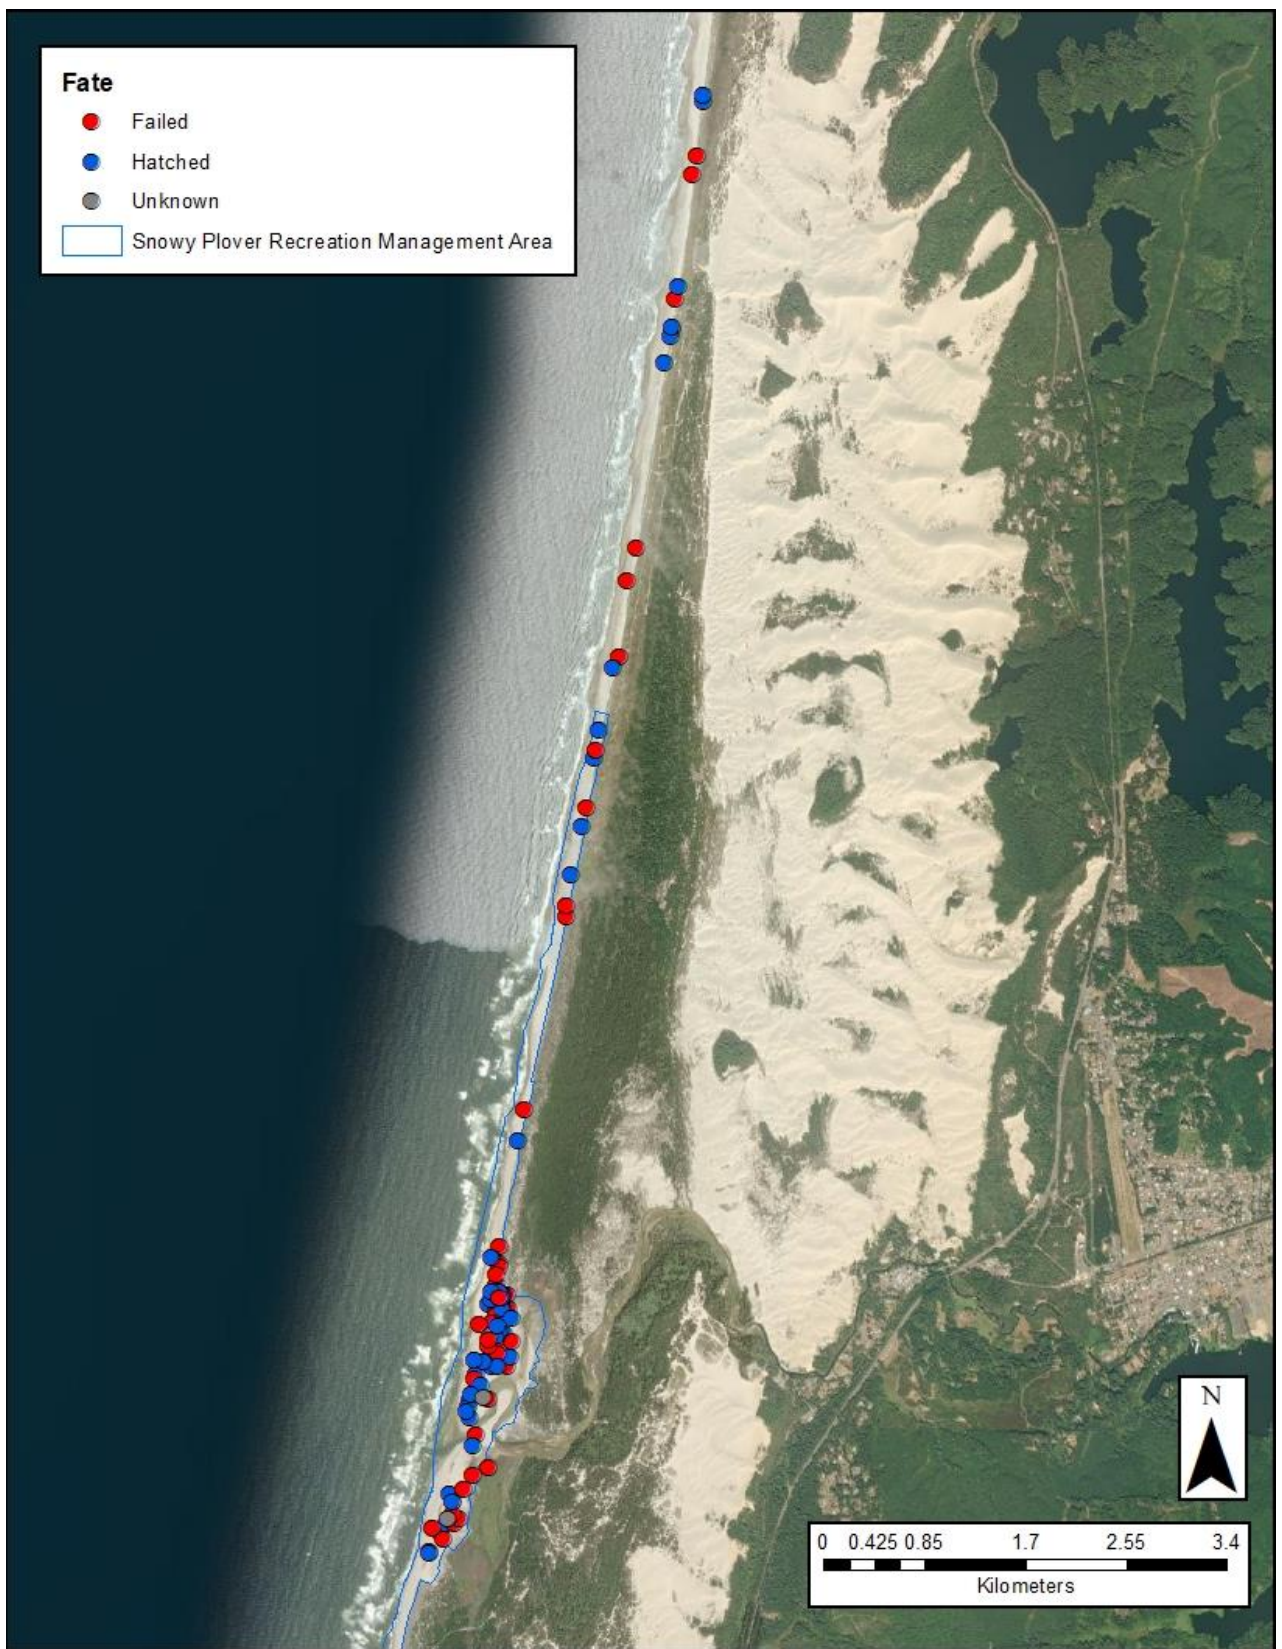 Fate
Failed
Hatched
Unknown
Snowy Plover Recreation Management Area
N
0 0.425 0.85 1.7 2.55 3.4
Kilometers